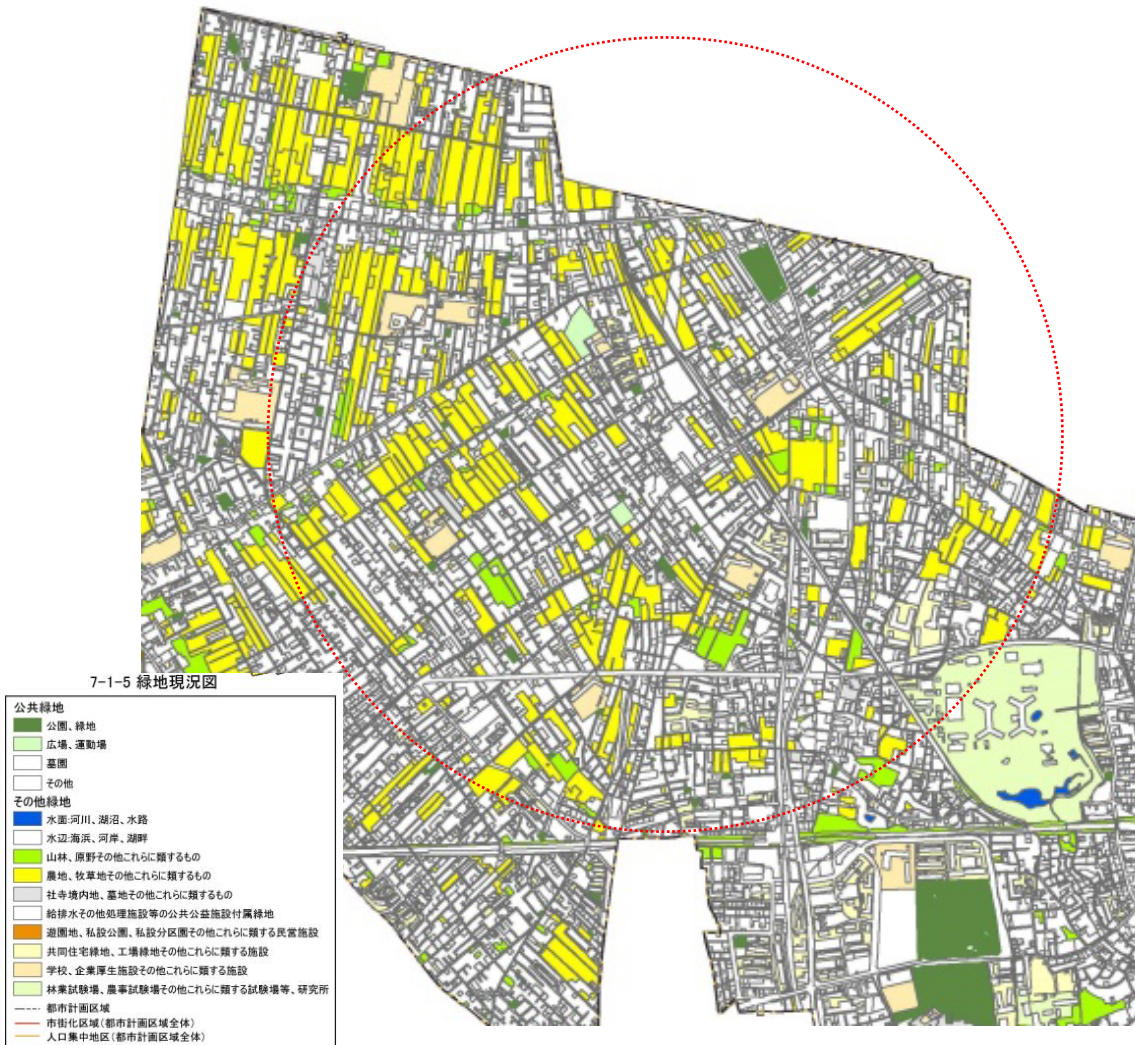 7-1-5 緑地現況図
公共緑地
公園、緑地
広場、運動場
墓園
その他
その他緑地
水面:河川、湖沼、水路
水辺:海浜、河岸、湖畔
山林、原野その他これらに類するもの
農地、牧草地その他これらに類するもの
社寺境内地、墓地その他これらに類するもの
給排水その他処理施設等の公共公益施設付属緑地
遊園地、私設公園、私設分区園その他これらに類する民営施設
共同住宅緑地、工場緑地その他これらに類する施設
学校、企業厚生施設その他これらに類する施設
林業試験場、農事試験場その他これらに類する試験場等、研究所
都市計画区域
市街化区域(都市計画区域全体)
人口集中地区(都市計画区域全体)